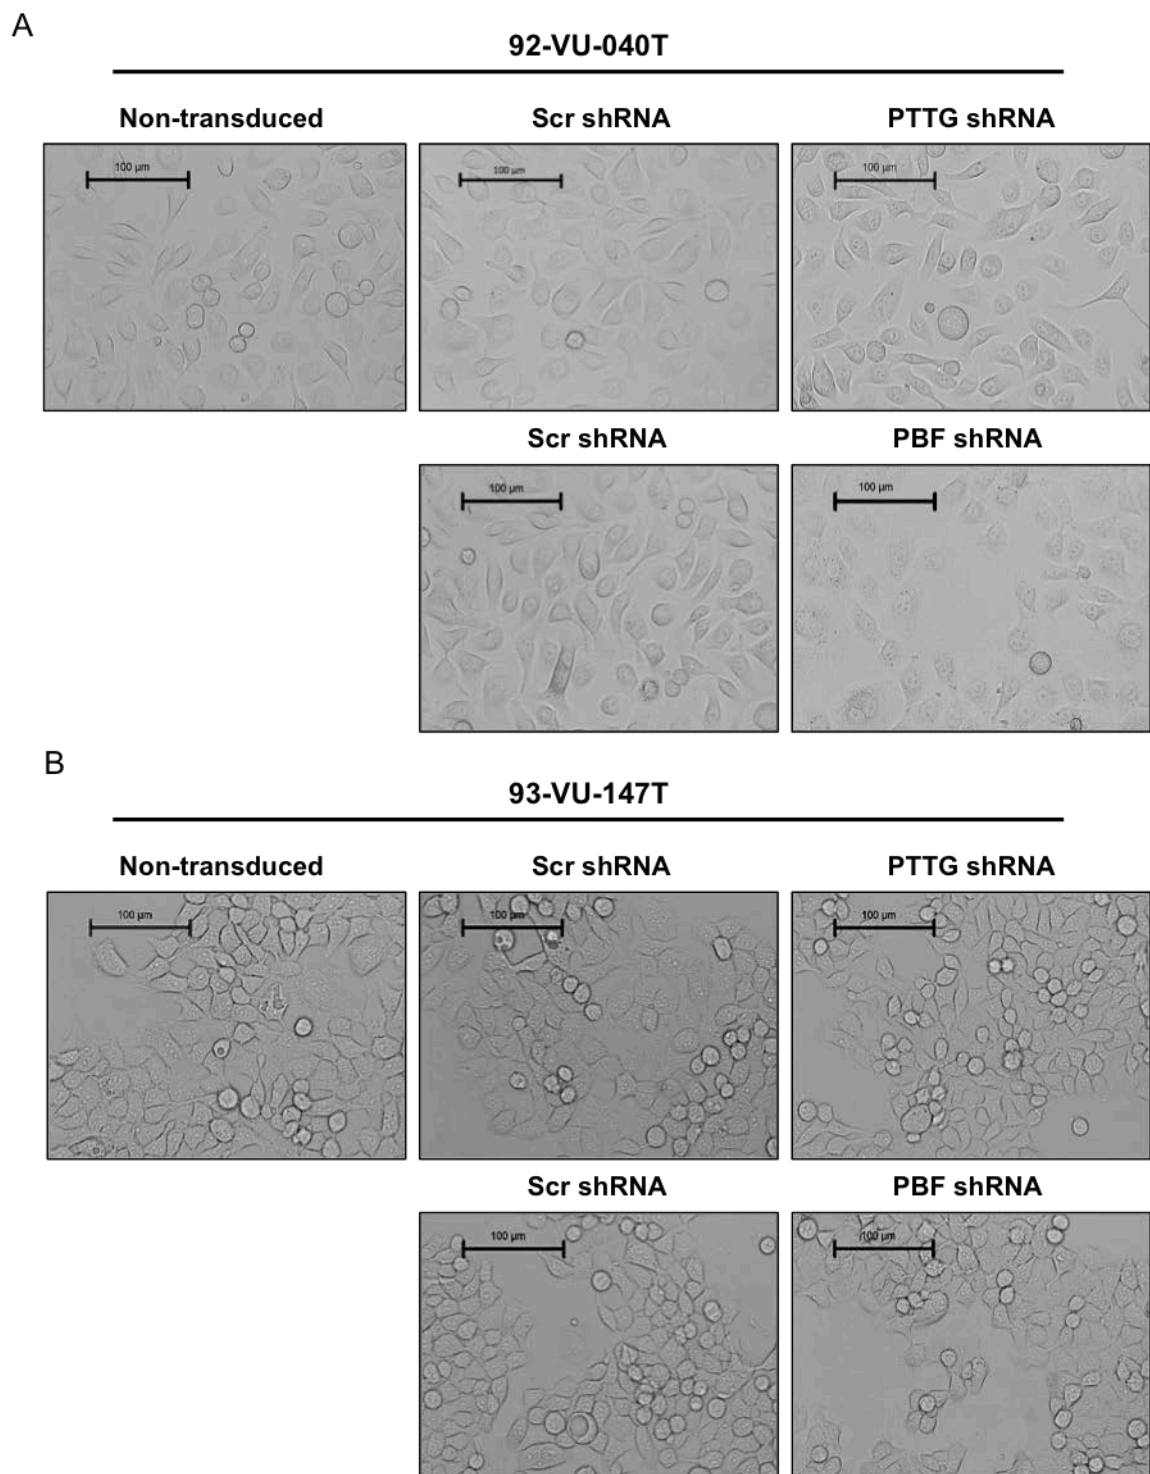 A
92-VU-040T
Non-transduced Scr shRNA PTTG shRNA
100 µm 100 µm 100 µm
Scr shRNA PBF shRNA
100 µm 100 µm
B
93-VU-147T
Non-transduced Scr shRNA PTTG shRNA
100 µm 100 µm 100 µm
Scr shRNA PBF shRNA
100 µm 100 µm